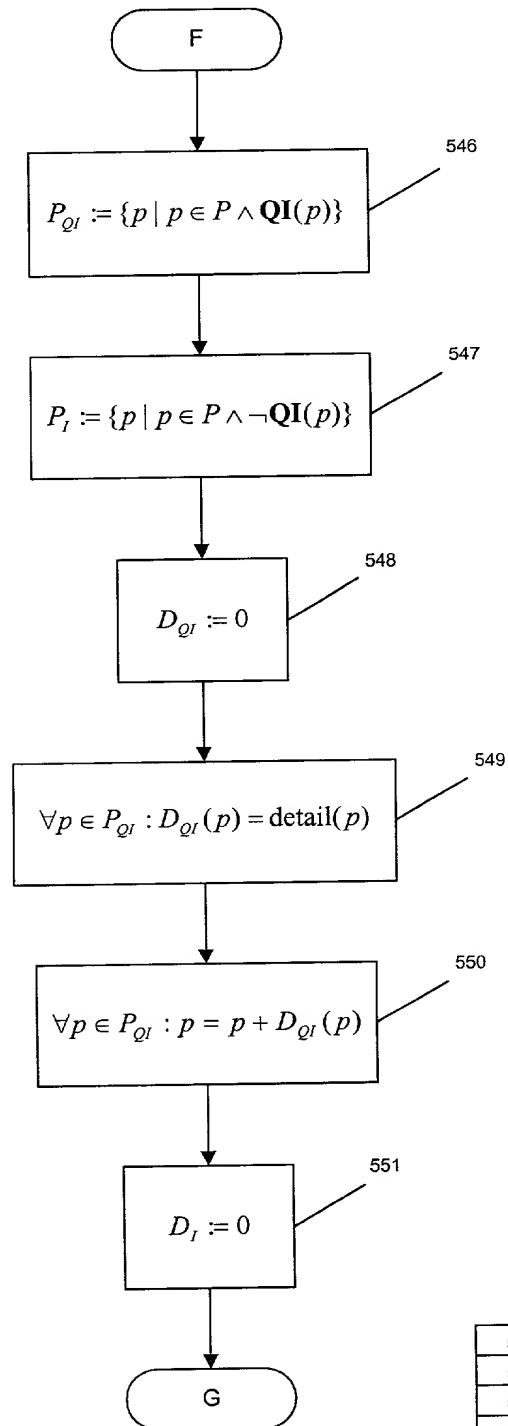 F
546
P_QI := {p | p ∈ P ∧ QI(p)}
547
P_I := {p | p ∈ P ∧ ¬QI(p)}
548
D_QI := 0
549
∀p ∈ P_QI : D_QI(p) = detail(p)
550
∀p ∈ P_QI : p = p + D_QI(p)
551
D_I := 0
G